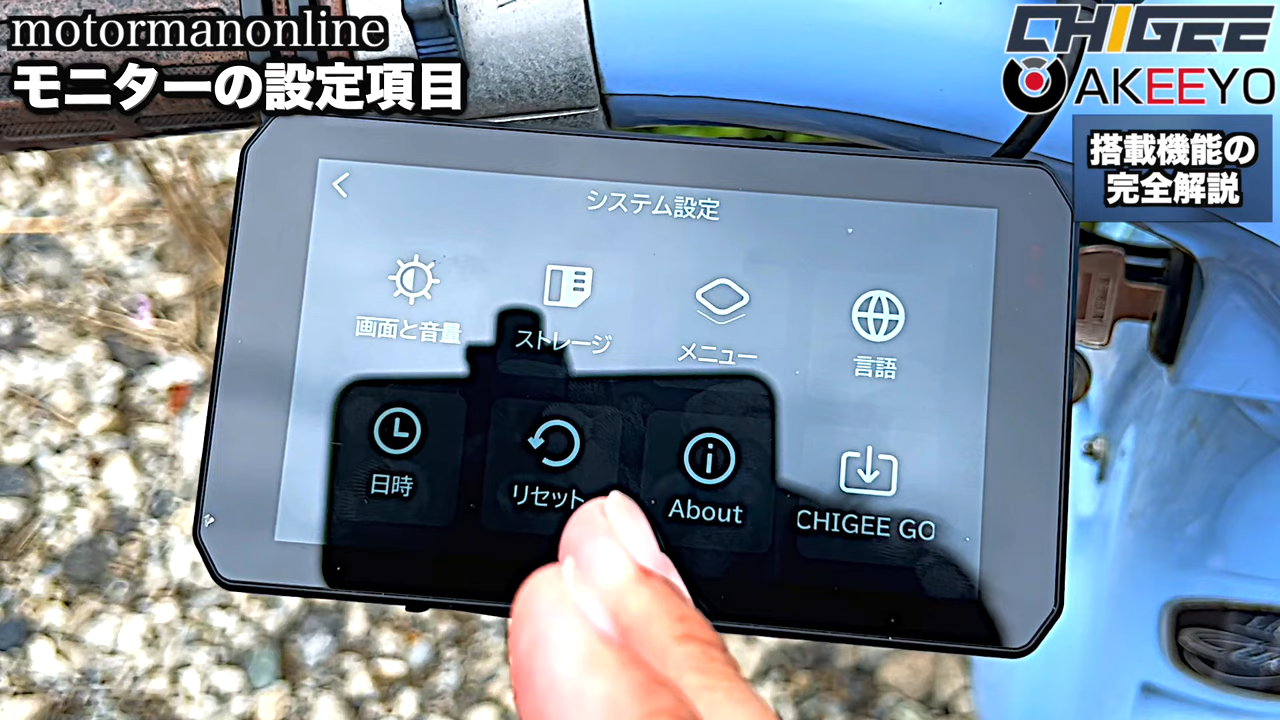 motormanonline
モニターの設定項目
CHIGEE
AKEEYO
搭載機能の
完全解説
システム設定
画面と音量
ストレージ
メニュー
言語
日時
リセット
About
CHIGEE GO